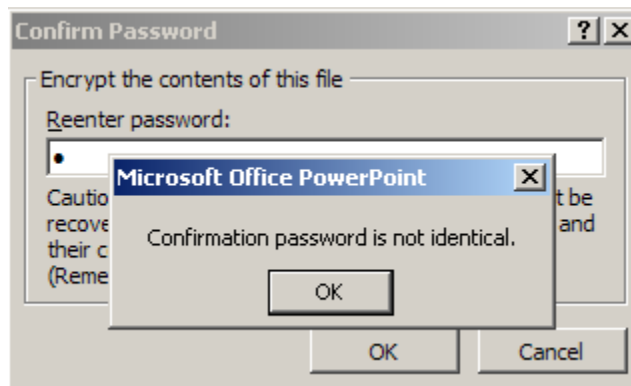 Confirm Password
Encrypt the contents of this file
Reenter password:
Microsoft Office PowerPoint
Confirmation password is not identical.
OK
t be
and
their
(Reme
OK Cancel